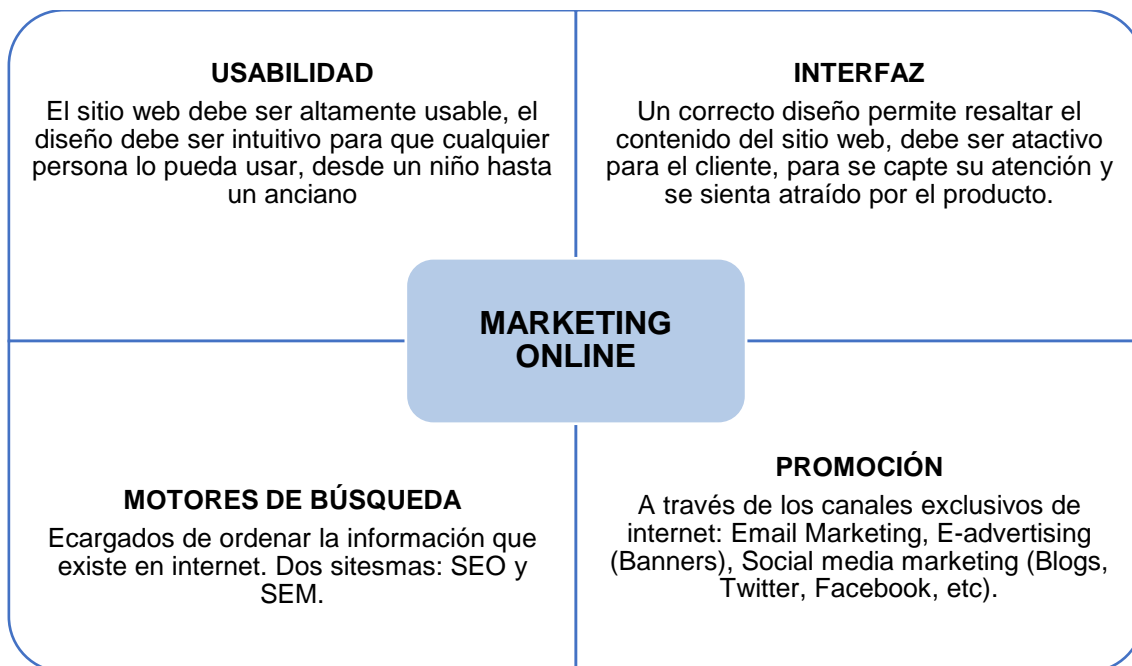 USABILIDAD
El sitio web debe ser altamente usable, el
diseño debe ser intuitivo para que cualquier
persona lo pueda usar, desde un niño hasta
un anciano
INTERFAZ
Un correcto diseño permite resaltar el
contenido del sitio web, debe ser atactivo
para el cliente, para se capte su atención y
se sienta atraído por el producto.
MARKETING
ONLINE
MOTORES DE BÚSQUEDA
Ecargados de ordenar la información que
existe en internet. Dos sitesmas: SEO y
SEM.
PROMOCIÓN
A través de los canales exclusivos de
internet: Email Marketing, E-advertising
(Banners), Social media marketing (Blogs,
Twitter, Facebook, etc).